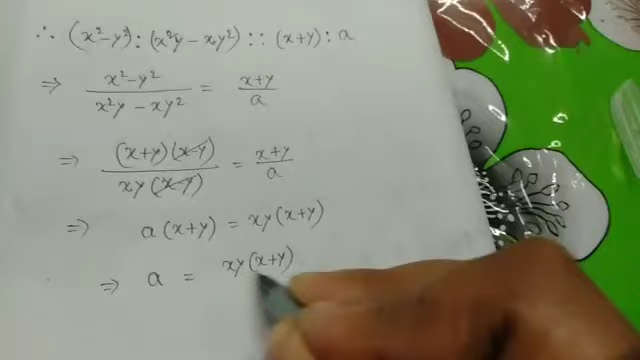 ∴ (x²-y²) : (x²y - xy²) :: (x+y) : a
⇒ x²-y² / x²y - xy² = x+y / a
⇒ (x+y)(x-y) / xy(x-y) = x+y / a
⇒ a(x+y) = xy(x+y)
⇒ a = xy(x+y)